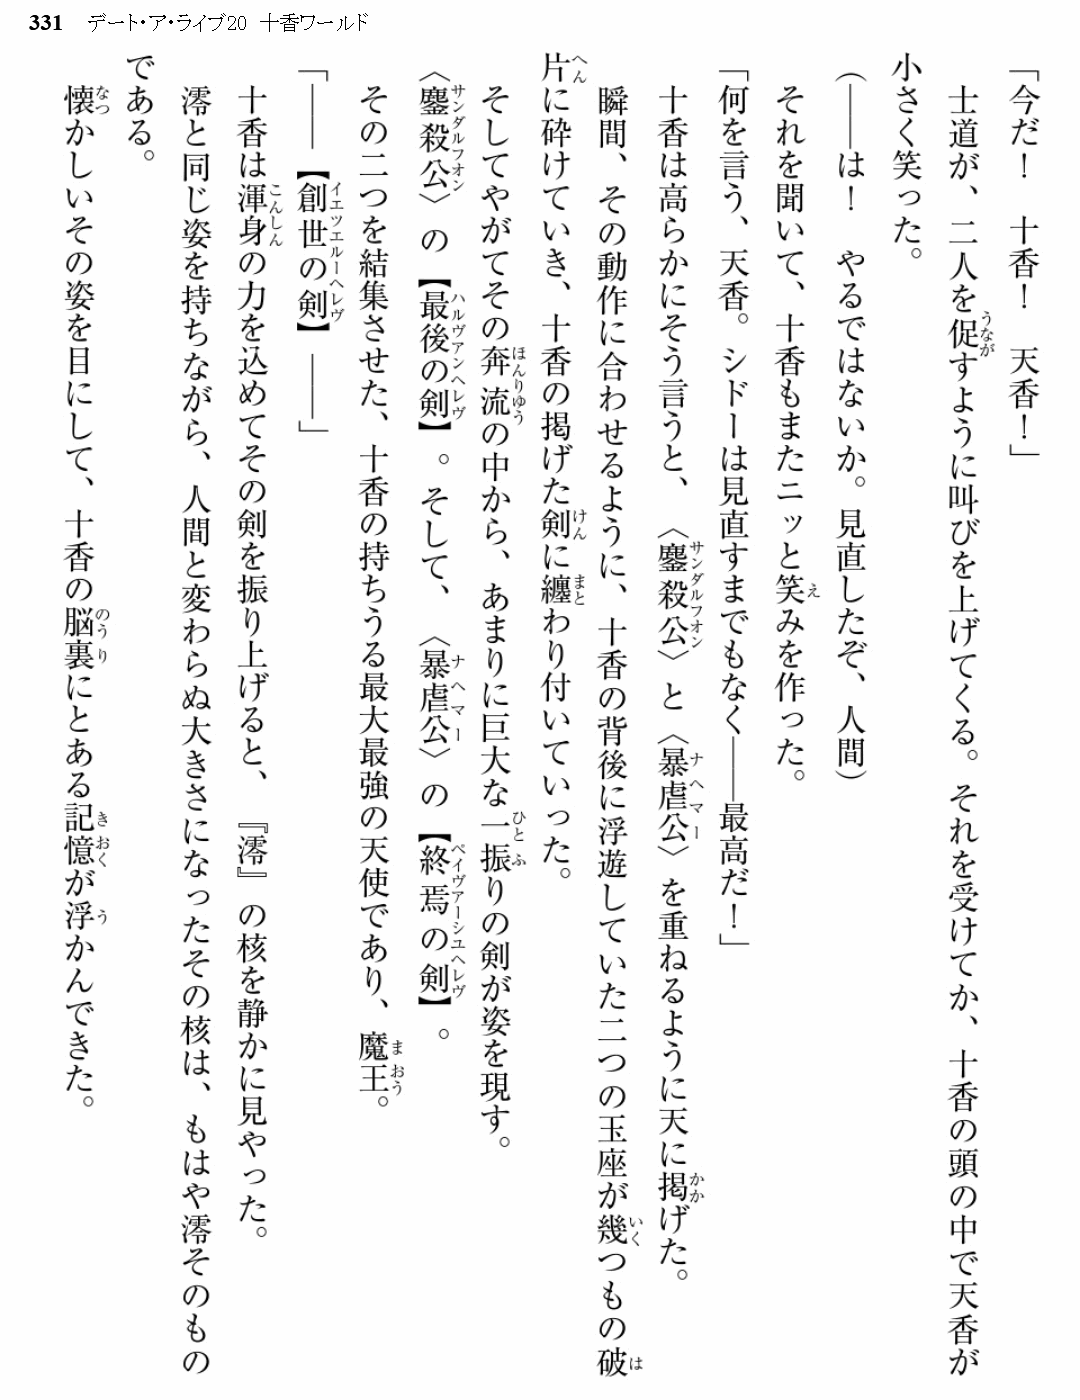 331 デート・ア・ライブ20 十香ワールド
「今だ！ 十香！ 天香！」
士道が、二人を促すように叫びを上げてくる。それを受けてか、十香の頭の中で天香が
小さく笑った。
（――は！ やるではないか。見直したぞ、人間）
それを聞いて、十香もまたニッと笑みを作った。
「何を言う、天香。シドーは見直すまでもなく――最高だ！」
十香は高らかにそう言うと、〈鏖殺公〉と〈暴虐公〉を重ねるように天に掲げた。
瞬間、その動作に合わせるように、十香の背後に浮遊していた二つの玉座が幾つもの破
片に砕けていき、十香の掲げた剣に纏わり付いていった。
そしてやがてその奔流の中から、あまりに巨大な一振りの剣が姿を現す。
〈鏖殺公〉の【最後の剣】。そして、〈暴虐公〉の【終焉の剣】。
その二つを結集させた、十香の持ちうる最大最強の天使であり、魔王。
「――【創世の剣】――」
十香は渾身の力を込めてその剣を振り上げると、『澪』の核を静かに見やった。
澪と同じ姿を持ちながら、人間と変わらぬ大きさになったその核は、もはや澪そのもの
である。
懐かしいその姿を目にして、十香の脳裏にとある記憶が浮かんできた。